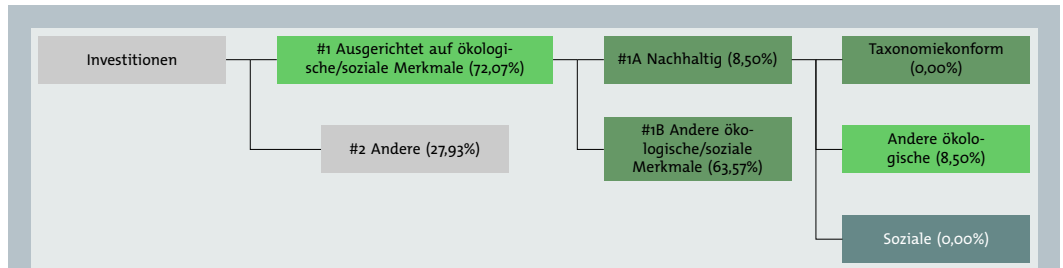 Investitionen
#1 Ausgerichtet auf ökologi-
sche/soziale Merkmale (72,07%)
#1A Nachhaltig (8,50%)
Taxonomiekonform
(0,00%)
#2 Andere (27,93%)
#1B Andere öko-
logische/soziale
Merkmale (63,57%)
Andere ökolo-
gische (8,50%)
Soziale (0,00%)